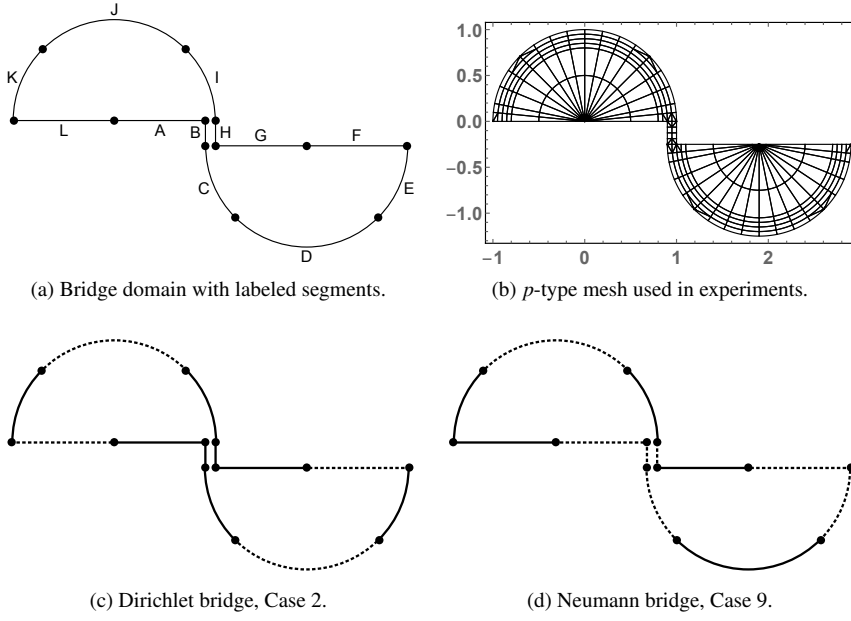 J
K
I
L
A
B
H
G
F
C
E
D
(a) Bridge domain with labeled segments.
1.0
0.5
0.0
−0.5
−1.0
−1
0
1
2
(b) p-type mesh used in experiments.
(c) Dirichlet bridge, Case 2.
(d) Neumann bridge, Case 9.